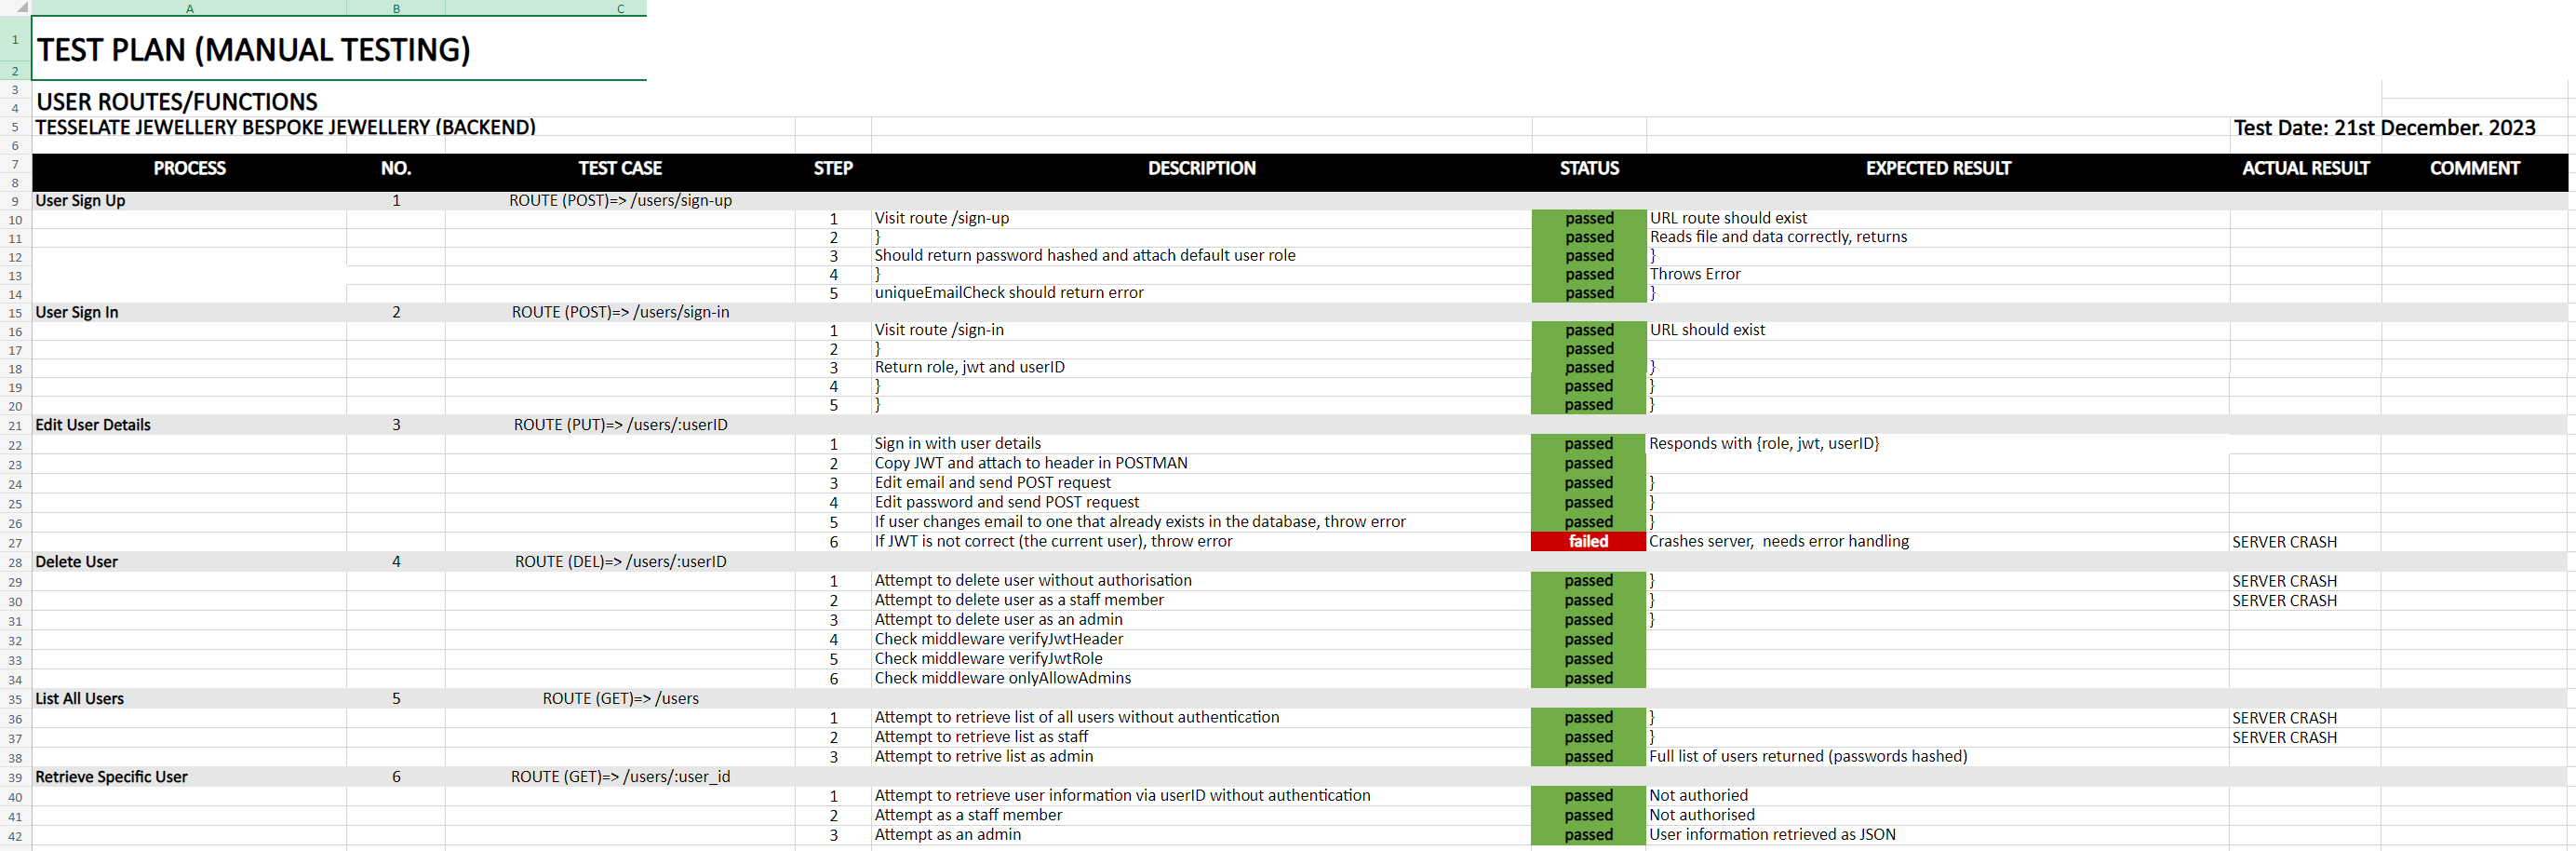 A B C
1 TEST PLAN (MANUAL TESTING)
2
3
4 USER ROUTES/FUNCTIONS
5 TESSELATE JEWELLERY BESPOKE JEWELLERY (BACKEND) Test Date: 21st December, 2023
6
7 PROCESS NO. TEST CASE STEP DESCRIPTION STATUS EXPECTED RESULT ACTUAL RESULT COMMENT
8
9 User Sign Up 1 ROUTE (POST)=> /users/sign-up
10 1 Visit route /sign-up passed URL route should exist
11 2 } passed Reads file and data correctly, returns
12 3 Should return password hashed and attach default user role passed }
13 4 } passed Throws Error
14 5 uniqueEmailCheck should return error passed }
15 User Sign In 2 ROUTE (POST)=> /users/sign-in
16 1 Visit route /sign-in passed URL should exist
17 2 } passed
18 3 Return role, jwt and userID passed }
19 4 } passed }
20 5 } passed }
21 Edit User Details 3 ROUTE (PUT)=> /users/:userID
22 1 Sign in with user details passed Responds with {role, jwt, userID}
23 2 Copy JWT and attach to header in POSTMAN passed
24 3 Edit email and send POST request passed }
25 4 Edit password and send POST request passed }
26 5 If user changes email to one that already exists in the database, throw error passed }
27 6 If JWT is not correct (the current user), throw error failed Crashes server, needs error handling SERVER CRASH
28 Delete User 4 ROUTE (DEL)=> /users/:userID
29 1 Attempt to delete user without authorisation passed } SERVER CRASH
30 2 Attempt to delete user as a staff member passed } SERVER CRASH
31 3 Attempt to delete user as an admin passed }
32 4 Check middleware verifyJwtHeader passed
33 5 Check middleware verifyJwtRole passed
34 6 Check middleware onlyAllowAdmins passed
35 List All Users 5 ROUTE (GET)=> /users
36 1 Attempt to retrieve list of all users without authentication passed } SERVER CRASH
37 2 Attempt to retrieve list as staff passed } SERVER CRASH
38 3 Attempt to retrive list as admin passed Full list of users returned (passwords hashed)
39 Retrieve Specific User 6 ROUTE (GET)=> /users/:user_id
40 1 Attempt to retrieve user information via userID without authentication passed Not authoried
41 2 Attempt as a staff member passed Not authorised
42 3 Attempt as an admin passed User information retrieved as JSON